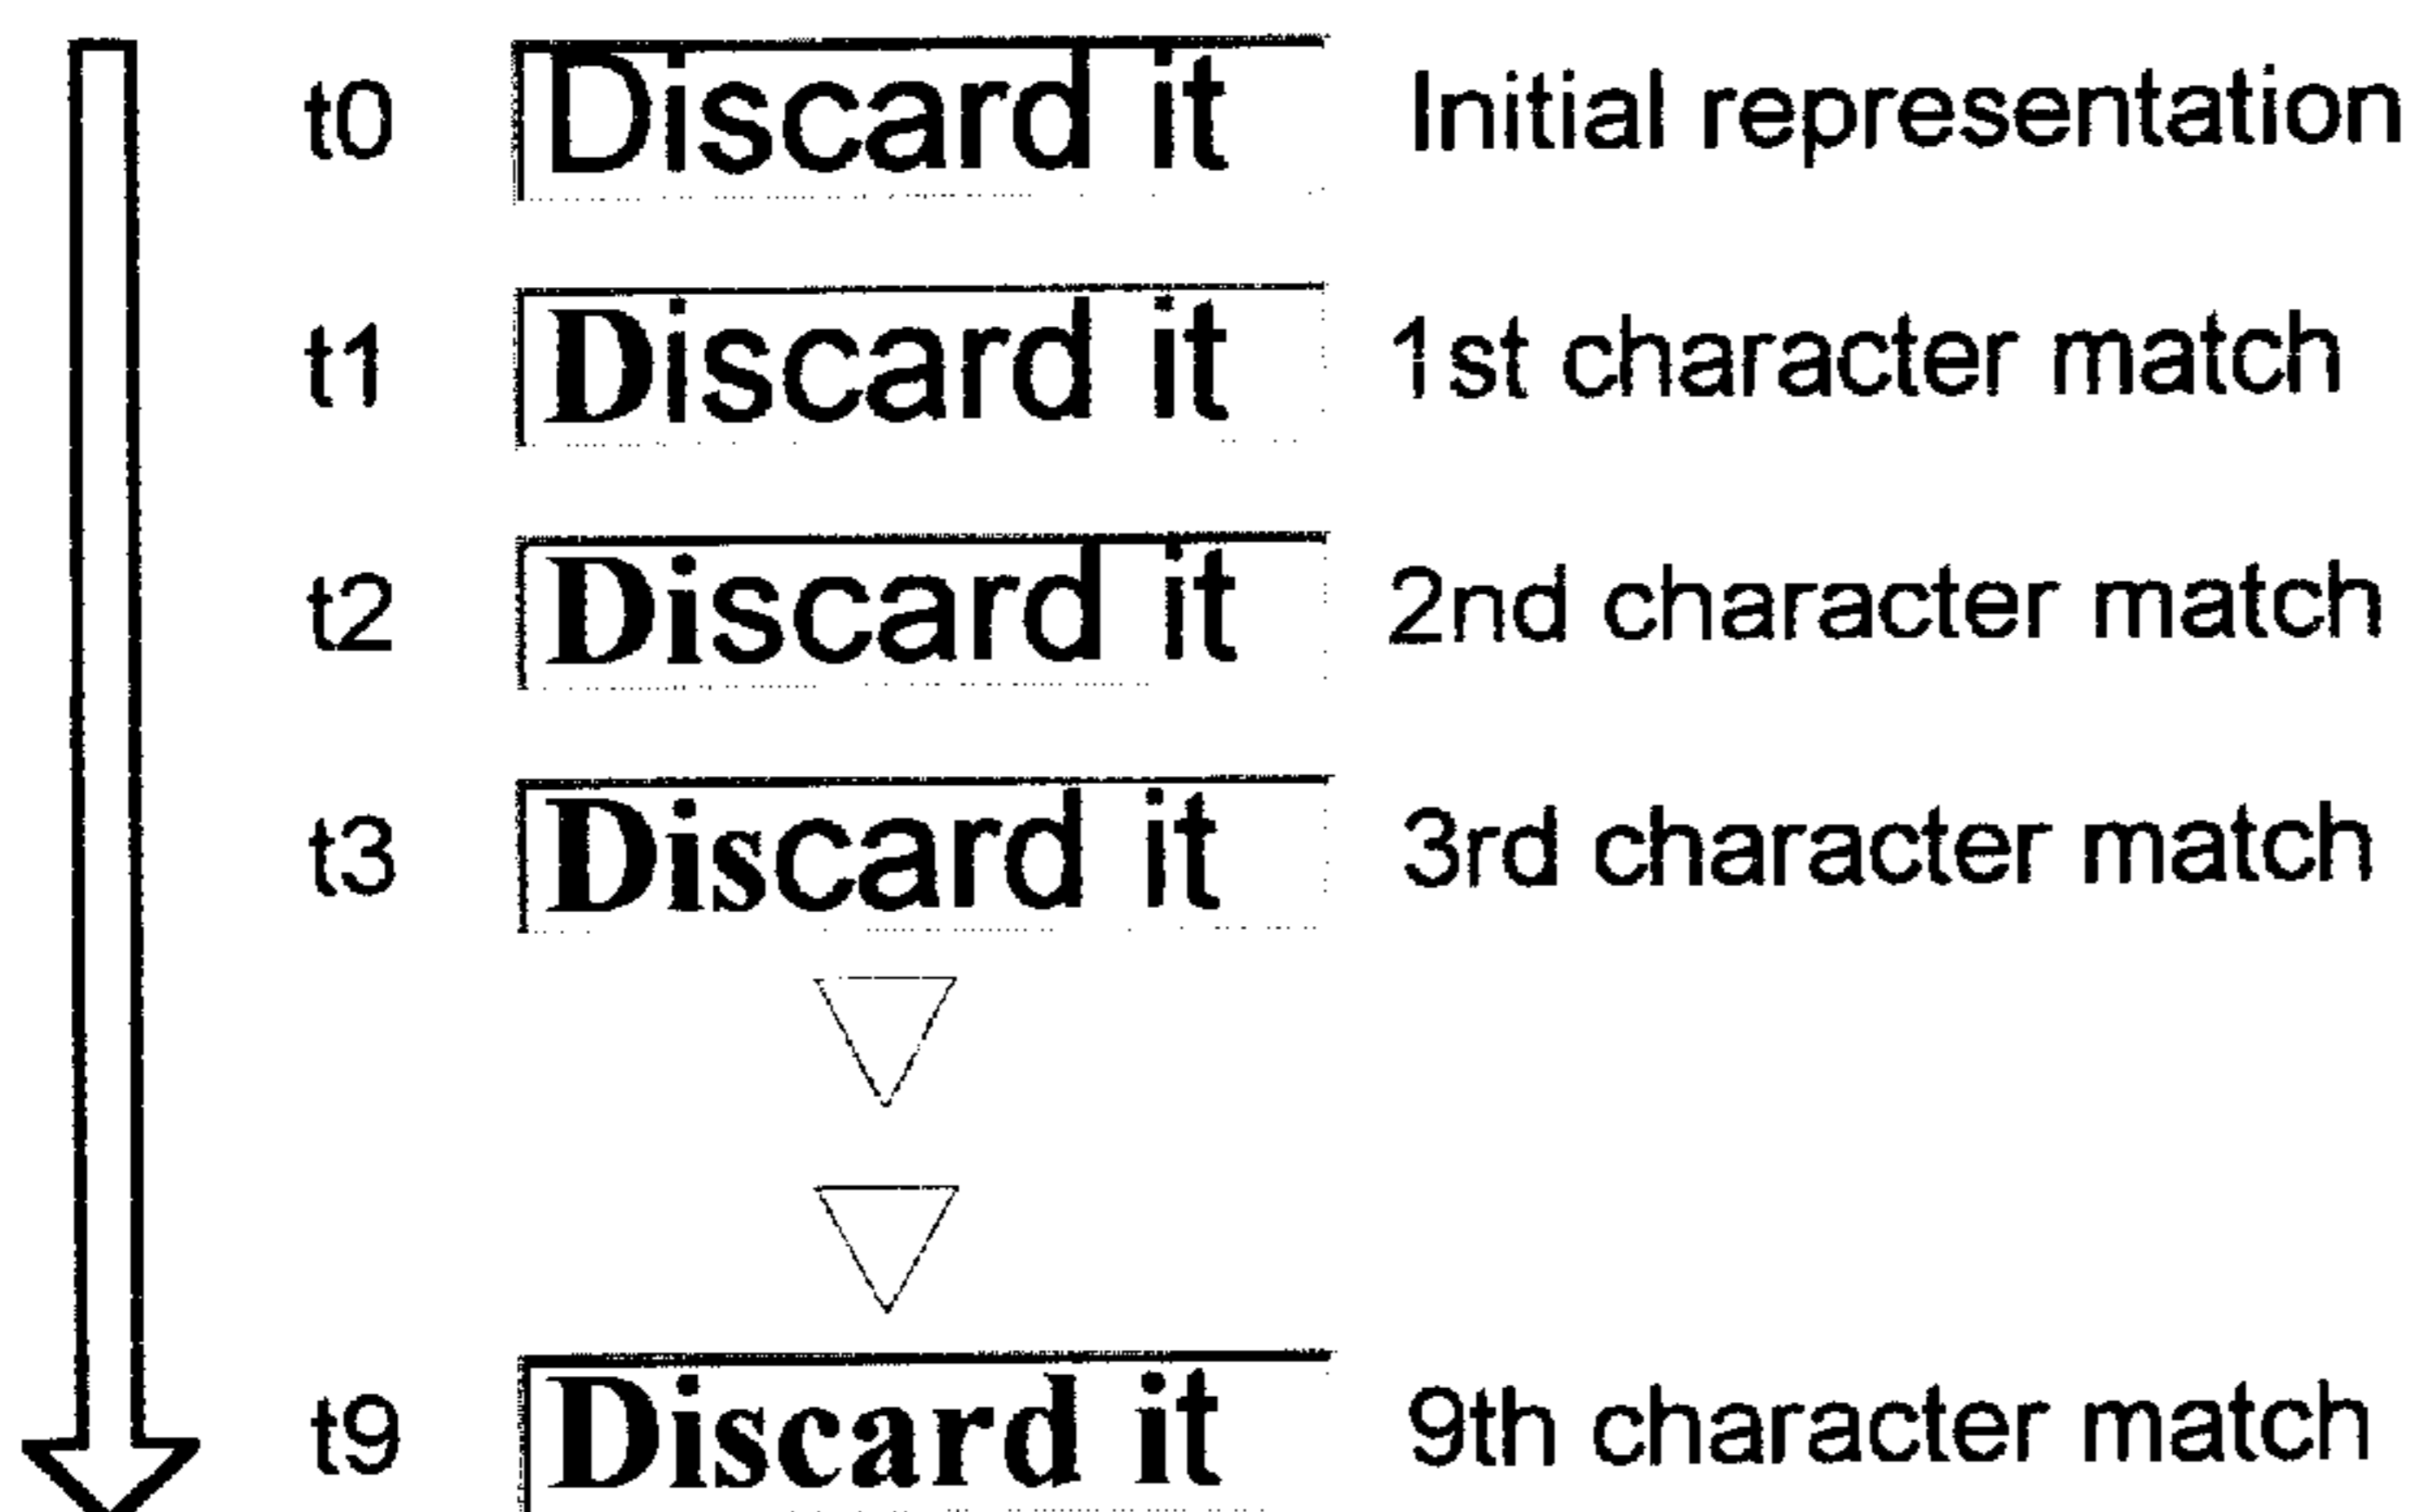 t0 Discard it Initial representation
t1 Discard it 1st character match
t2 Discard it 2nd character match
t3 Discard it 3rd character match
t9 Discard it 9th character match